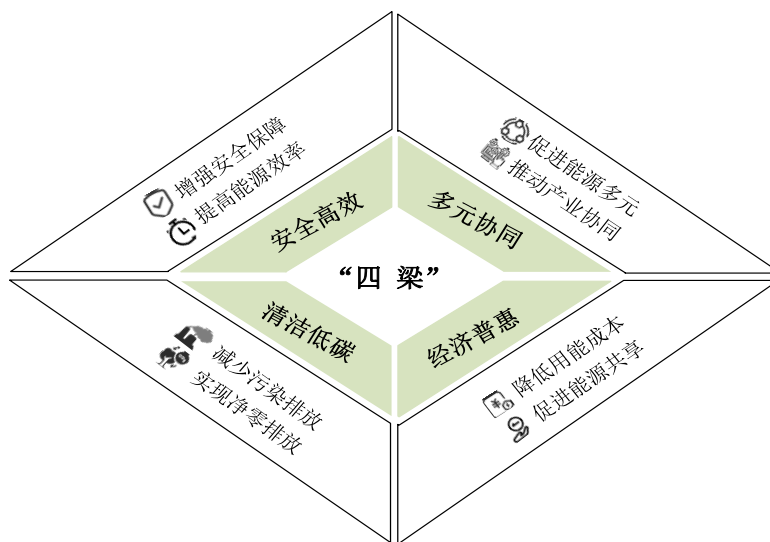 增强安全保障
提高能源效率
安全高效
促进能源多元
推动产业协同
多元协同
“四 梁”
清洁低碳
减少污染排放
实现净零排放
经济普惠
降低用能成本
促进能源共享